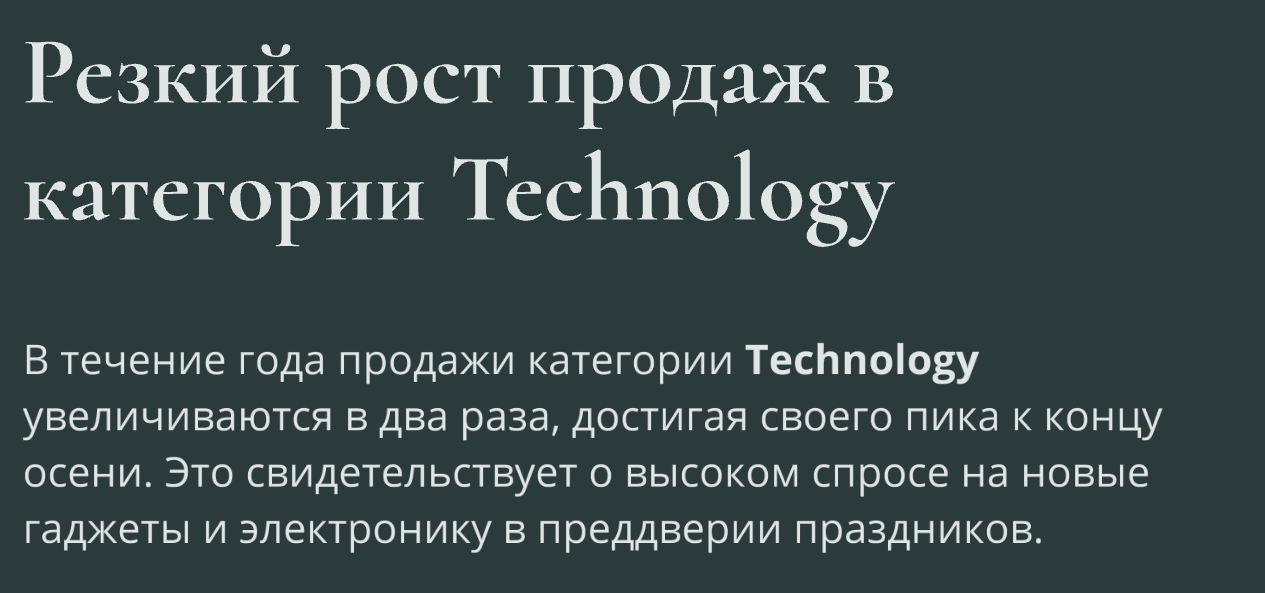 Резкий рост продаж в
категории Technology
В течение года продажи категории Technology
увеличиваются в два раза, достигая своего пика к концу
осени. Это свидетельствует о высоком спросе на новые
гаджеты и электронику в преддверии праздников.